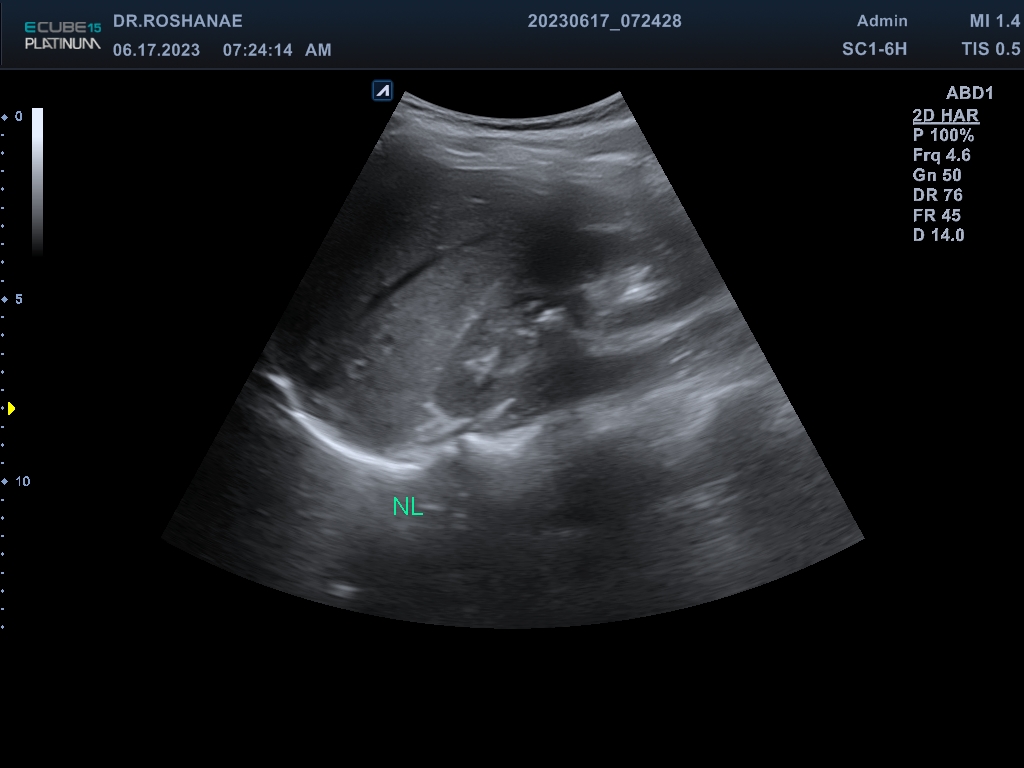 ECUBE15 PLATINUM
DR.ROSHANAE
20230617_072428
Admin
MI 1.4
06.17.2023 07:24:14 AM
SC1-6H
TIS 0.5
ABD1
2D HAR
P 100%
Frq 4.6
Gn 50
DR 76
FR 45
D 14.0
0
5
10
NL